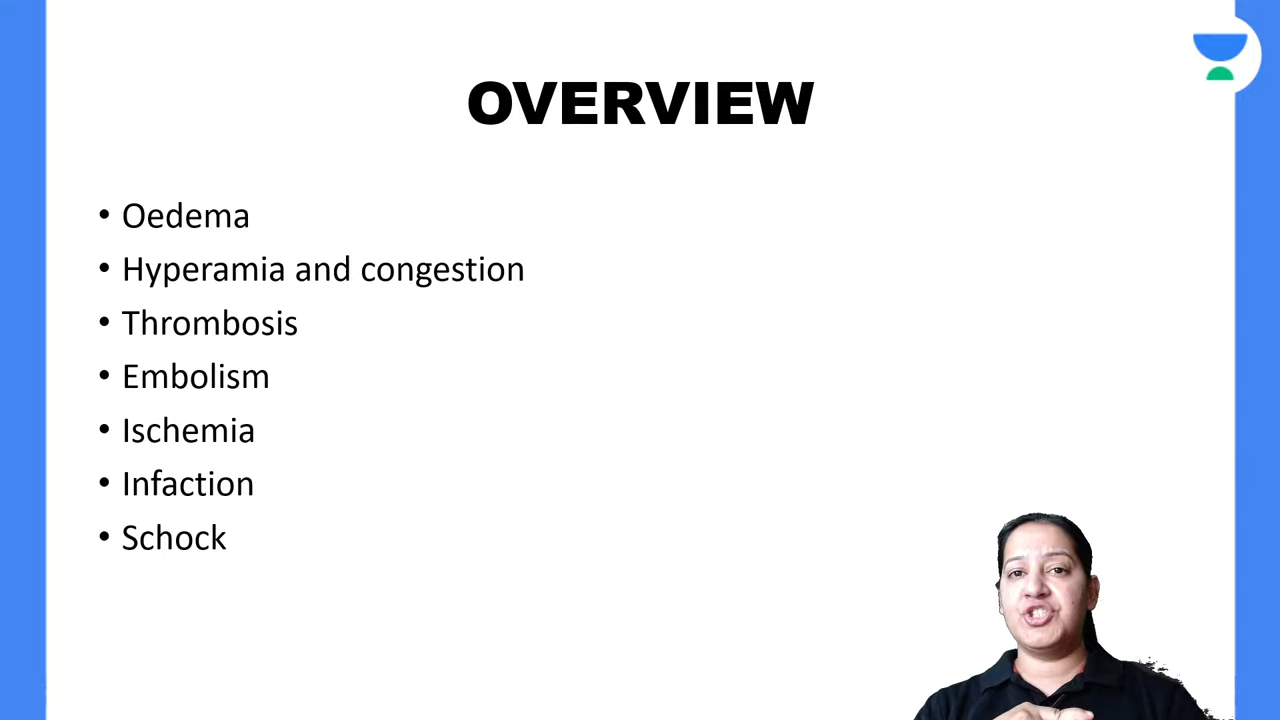 OVERVIEW
• Oedema
• Hyperamia and congestion
• Thrombosis
• Embolism
• Ischemia
• Infaction
• Schock